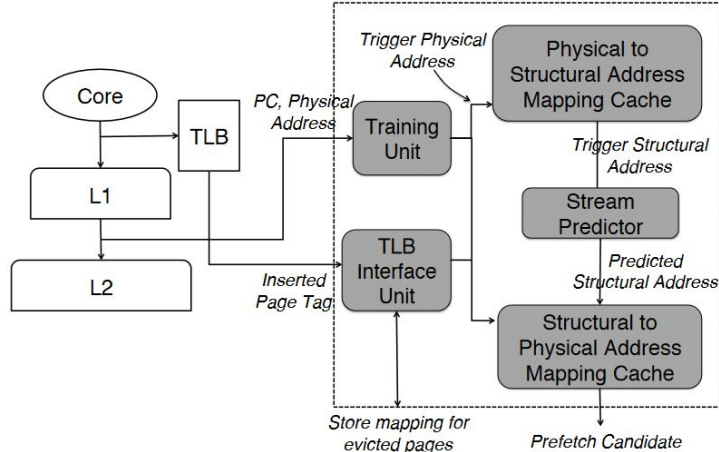 Core
TLB
L1
L2
PC, Physical
Address
Inserted
Page Tag
Training
Unit
TLB
Interface
Unit
Store mapping for
evicted pages
Trigger Physical
Address
Physical to
Structural Address
Mapping Cache
Trigger Structural
Address
Stream
Predictor
Predicted
Structural Address
Structural to
Physical Address
Mapping Cache
Prefetch Candidate